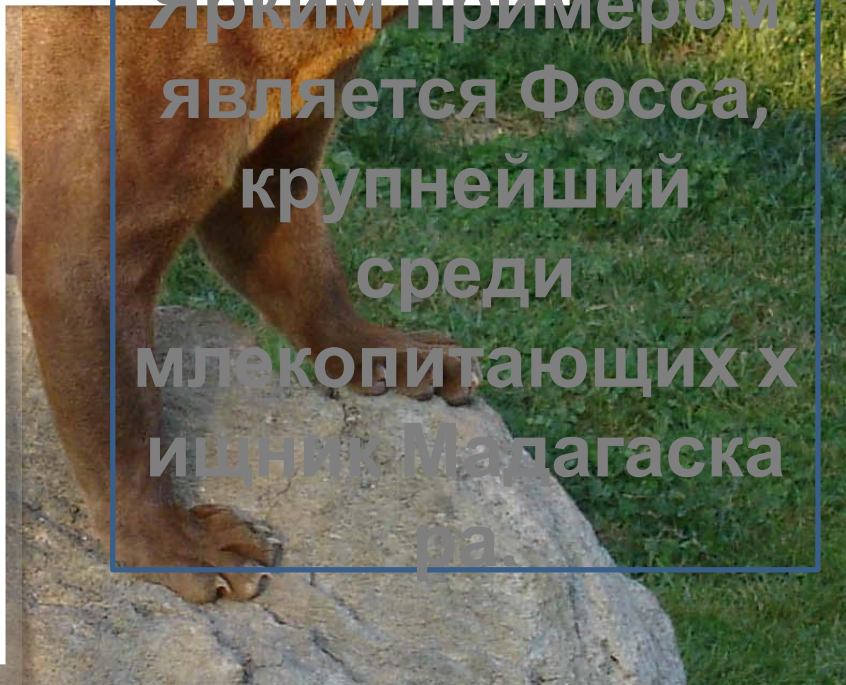 Ярким примером
является Фосса,
крупнейший
среди
млекопитающих х
ищник Мадагаска
ра.